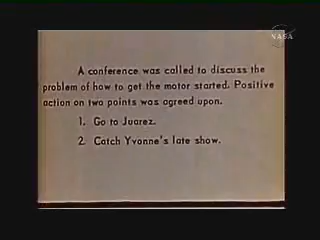 NASA
A conference was called to discuss the
problem of how to get the motor started. Positive
action on two points was agreed upon.
1. Go to Juarez.
2. Catch Yvonne's late show.